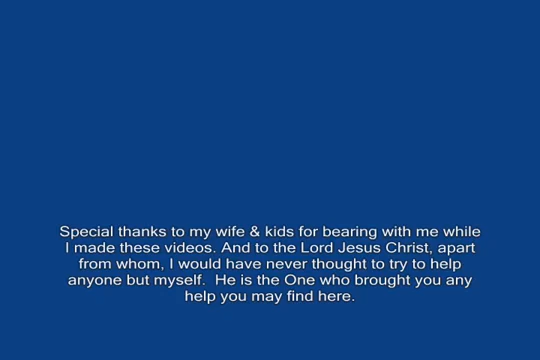 Special thanks to my wife & kids for bearing with me while
I made these videos. And to the Lord Jesus Christ, apart
from whom, I would have never thought to try to help
anyone but myself.  He is the One who brought you any
help you may find here.